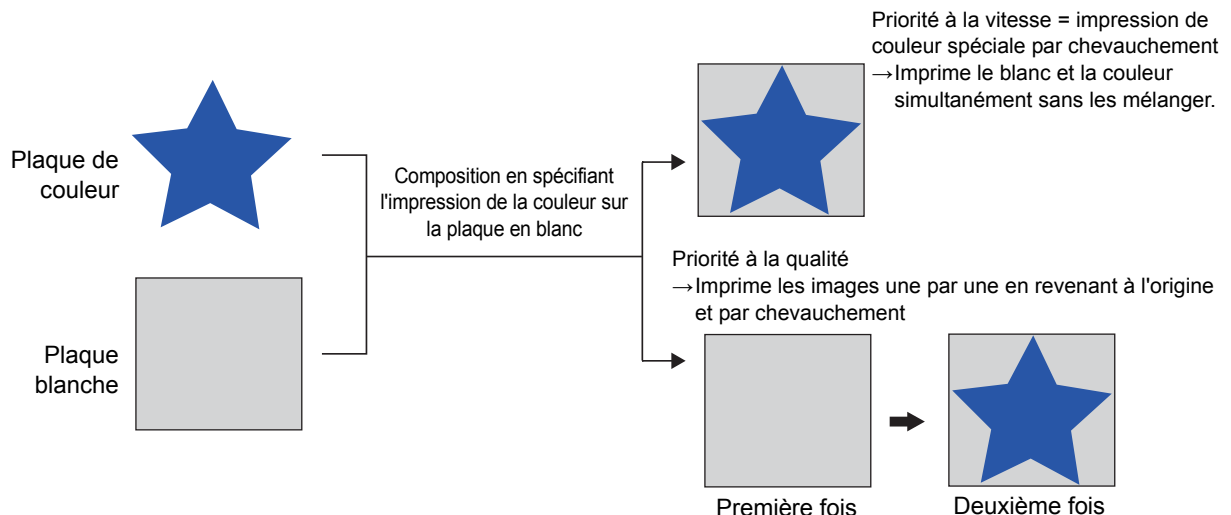 Priorité à la vitesse = impression de
couleur spéciale par chevauchement
→Imprime le blanc et la couleur
simultanément sans les mélanger.
Plaque de
couleur
Composition en spécifiant
l'impression de la couleur sur
la plaque en blanc
Priorité à la qualité
→Imprime les images une par une en revenant à l'origine
et par chevauchement
Plaque
blanche
Première fois
Deuxième fois